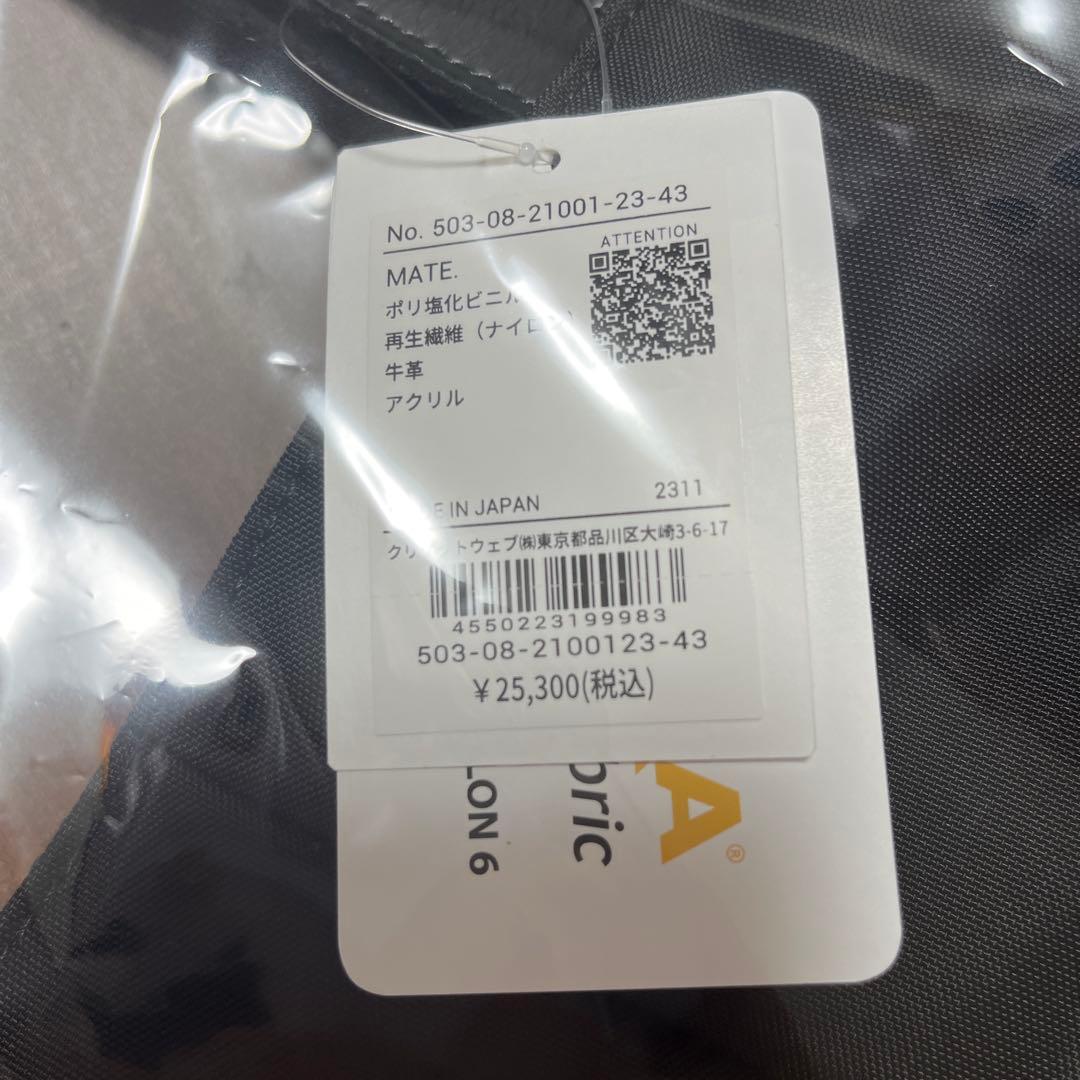 No. 503-08-21001-23-43
ATTENTION
MATE.
ポリ塩化ビニル
再生繊維（ナイロン）
牛革
アクリル
IN JAPAN 2311
㈱東京都品川区大崎3-6-17
4550223199983
503-08-2100123-43
￥25,300(税込)
A®
bric
LON 6